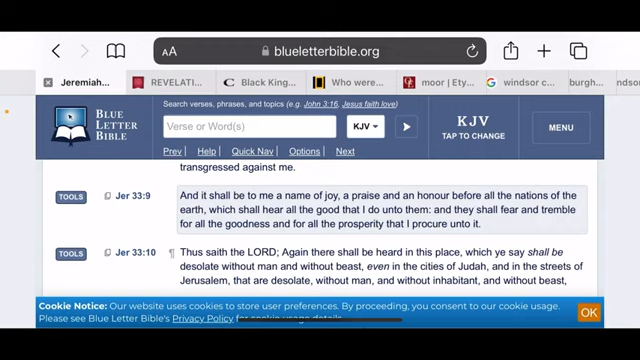 AA
blueletterbible.org
Jeremiah…
REVELATI…
Black King…
Who were…
moor | Ety…
windsor c…
burgh…
ndsor
Search verses, phrases, and topics (e.g. John 3:16, Jesus faith love)
BLUE
LETTER
BIBLE
Verse or Word(s)
KJV
KJV
TAP TO CHANGE
MENU
Prev | Help | Quick Nav | Options | Next
transgressed against me.
TOOLS
Jer 33:9
And it shall be to me a name of joy, a praise and an honour before all the nations of the
earth, which shall hear all the good that I do unto them: and they shall fear and tremble
for all the goodness and for all the prosperity that I procure unto it.
TOOLS
Jer 33:10
¶ Thus saith the LORD; Again there shall be heard in this place, which ye say shall be
desolate without man and without beast, even in the cities of Judah, and in the streets of
Jerusalem, that are desolate, without man, and without inhabitant, and without beast,
Cookie Notice: Our website uses cookies to store user preferences. By proceeding, you consent to our cookie usage.
Please see Blue Letter Bible's Privacy Policy for cookie usage details.
OK